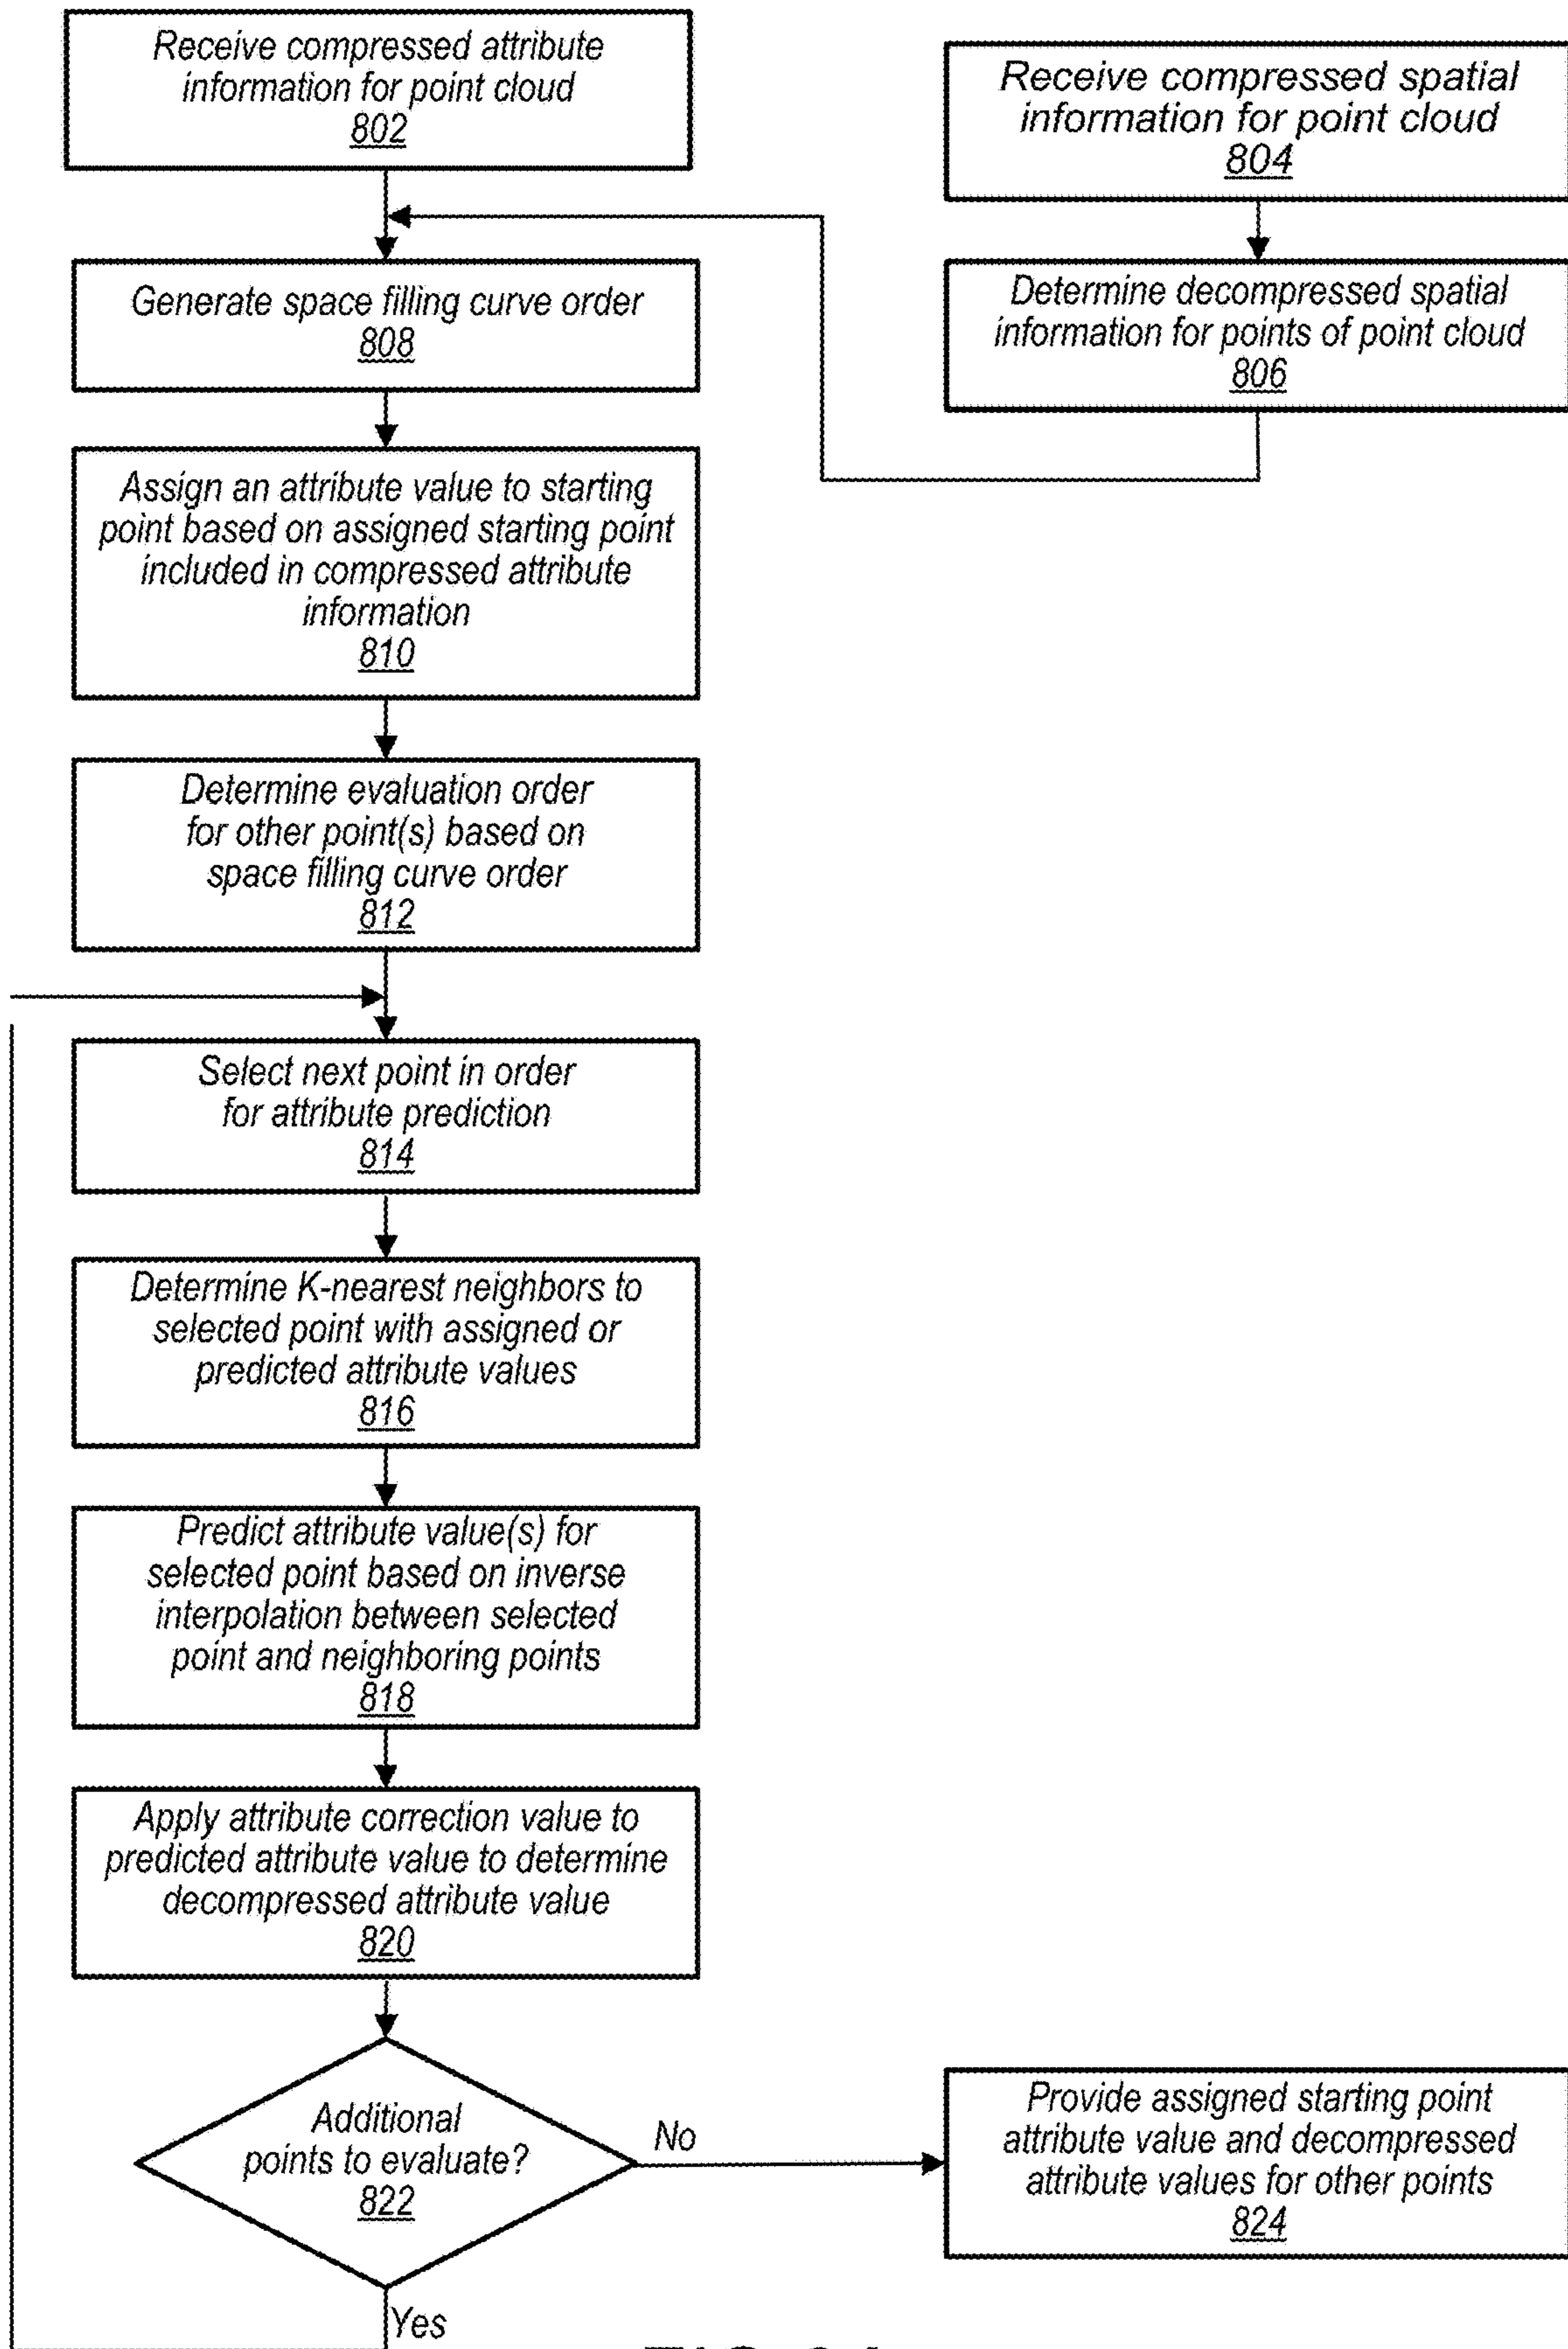 Receive compressed attribute
information for point cloud
802
Receive compressed spatial
information for point cloud
804
Generate space filling curve order
808
Determine decompressed spatial
information for points of point cloud
806
Assign an attribute value to starting
point based on assigned starting point
included in compressed attribute
information
810
Determine evaluation order
for other point(s) based on
space filling curve order
812
Select next point in order
for attribute prediction
814
Determine K-nearest neighbors to
selected point with assigned or
predicted attribute values
816
Predict attribute value(s) for
selected point based on inverse
interpolation between selected
point and neighboring points
818
Apply attribute correction value to
predicted attribute value to determine
decompressed attribute value
820
Additional
points to evaluate?
822
No
Provide assigned starting point
attribute value and decompressed
attribute values for other points
824
Yes